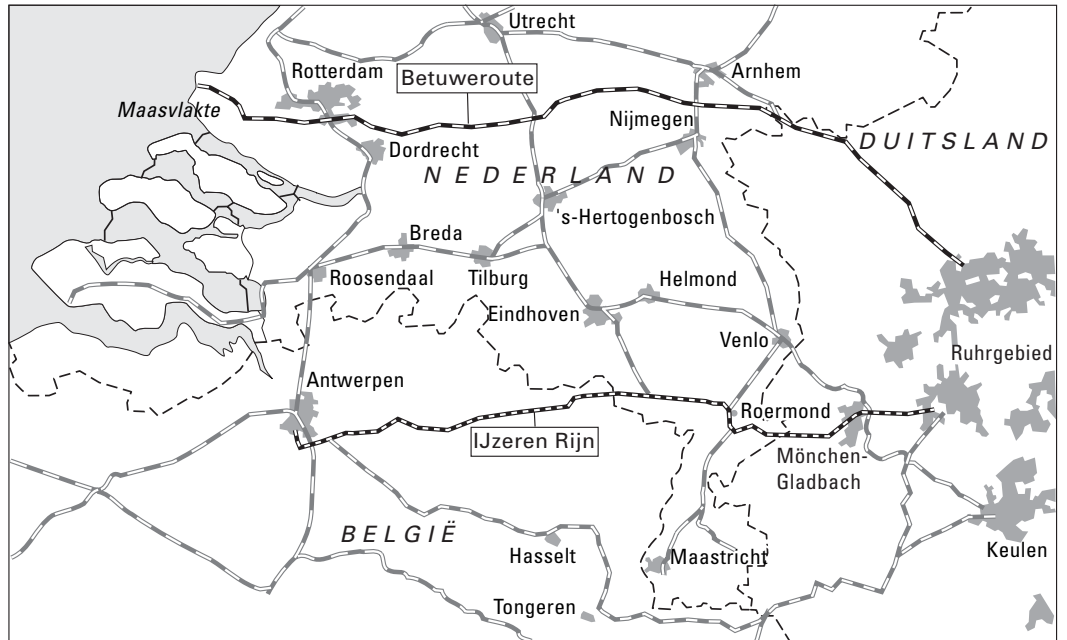 Utrecht
Rotterdam
Betuweroute
Arnhem
Maasvlakte
Nijmegen
DUITSLAND
Dordrecht
NEDERLAND
's-Hertogenbosch
Breda
Roosendaal
Tilburg
Helmond
Eindhoven
Venlo
Ruhrgebied
Antwerpen
Roermond
IJzeren Rijn
Mönchen-
Gladbach
BELGIË
Hasselt
Maastricht
Keulen
Tongeren